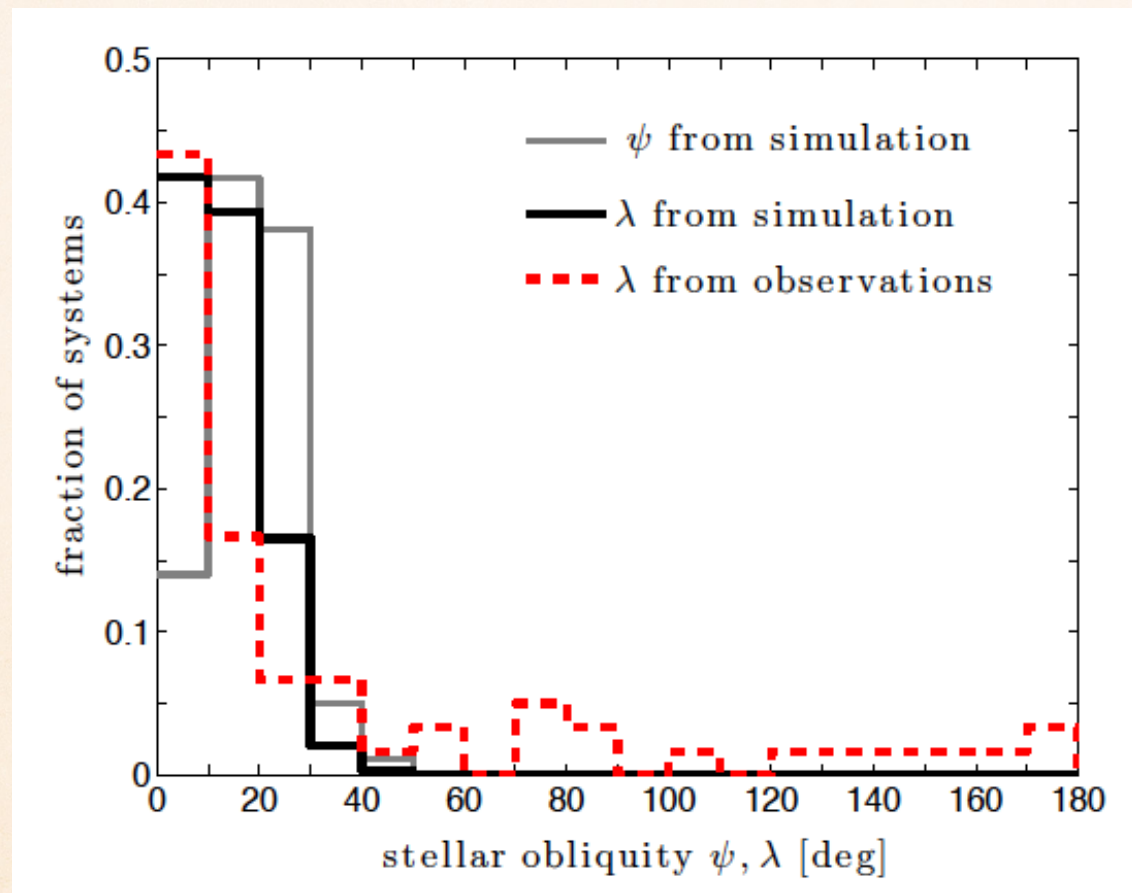 0.5
0.4
0.3
0.2
0.1
0
fraction of systems
ψ from simulation
λ from simulation
λ from observations
0 20 40 60 80 100 120 140 160 180
stellar obliquity ψ, λ [deg]